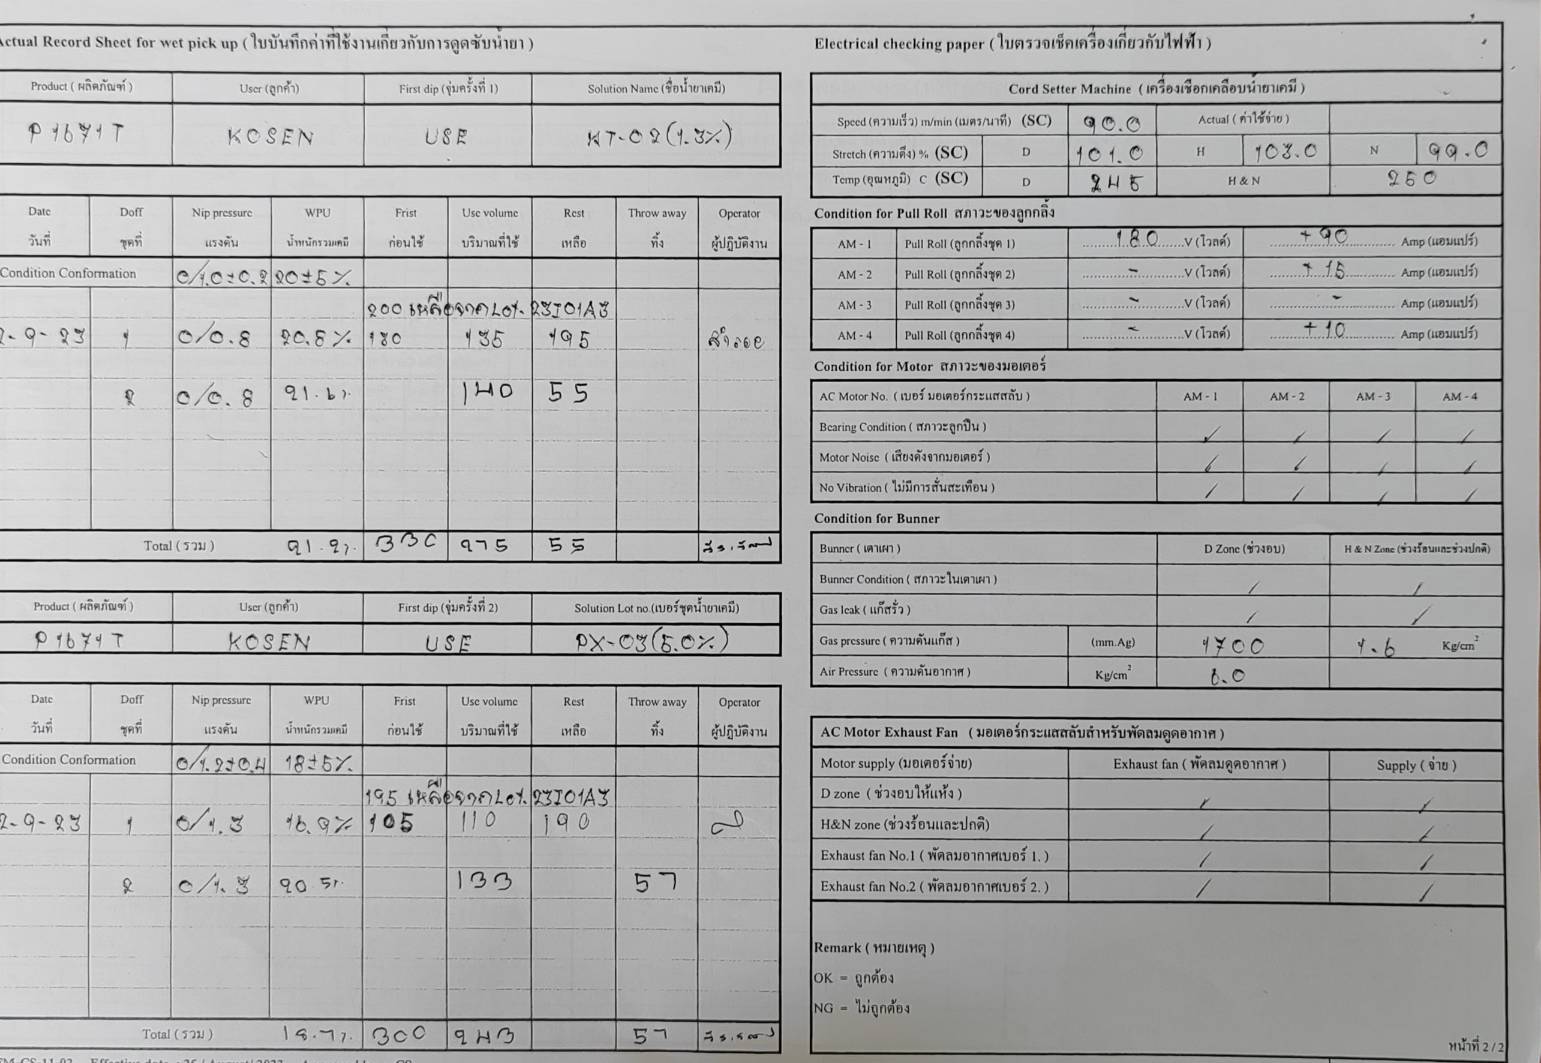 Actual Record Sheet for wet pick up ( ใบบันทึกค่าที่ใช้งานเกี่ยวกับการดูดซับน้ำยา )
Product ( ผลิตภัณฑ์ ) User (ลูกค้า) First dip (จุ่มครั้งที่ 1) Solution Name (ชื่อน้ำยาเคมี)
P1671T KOSEN USE KT-02(1.3%)
Date Doff Nip pressure WPU Frist Use volume Rest Throw away Operator
วันที่ ชุดที่ แรงดัน น้ำหนักรวมเคมี ก่อนใช้ ปริมาณที่ใช้ เหลือ ทิ้ง ผู้ปฏิบัติงาน
Condition Conformation 0/1.0±0.2 20±5%
200 เหลือจาก Lot. 23I01A3
2-9-23 1 0/0.8 20.8% 130 135 195
2 0/0.8 21.6% 140 55
Total ( รวม ) 21.2% 330 275 55
Product ( ผลิตภัณฑ์ ) User (ลูกค้า) First dip (จุ่มครั้งที่ 2) Solution Lot no.(เบอร์ชุดน้ำยาเคมี)
P1671T KOSEN USE PX-03(5.0%)
Date Doff Nip pressure WPU Frist Use volume Rest Throw away Operator
วันที่ ชุดที่ แรงดัน น้ำหนักรวมเคมี ก่อนใช้ ปริมาณที่ใช้ เหลือ ทิ้ง ผู้ปฏิบัติงาน
Condition Conformation 0/1.2±0.4 18±5%
195 เหลือจาก Lot. 23I01A3
2-9-23 1 0/1.3 16.9% 105 110 190
2 0/1.3 20.5% 133 57
Total ( รวม ) 18.7% 300 243 57
Electrical checking paper ( ใบตรวจเช็คเครื่องเกี่ยวกับไฟฟ้า )
Cord Setter Machine ( เครื่องเชือกเคลือบน้ำยาเคมี )
Speed (ความเร็ว) m/min (เมตร/นาที) (SC) 90.0 Actual ( ค่าใช้จ่าย )
Stretch (ความตึง) % (SC) D 101.0 H 103.0 N 99.0
Temp (อุณหภูมิ) C (SC) D 245 H & N 250
Condition for Pull Roll สภาวะของลูกกลิ้ง
AM - 1 Pull Roll (ลูกกลิ้งชุด 1) 180 V (โวลต์) + 90 Amp (แอมแปร์)
AM - 2 Pull Roll (ลูกกลิ้งชุด 2) - V (โวลต์) + 15 Amp (แอมแปร์)
AM - 3 Pull Roll (ลูกกลิ้งชุด 3) - V (โวลต์) - Amp (แอมแปร์)
AM - 4 Pull Roll (ลูกกลิ้งชุด 4) - V (โวลต์) + 10 Amp (แอมแปร์)
Condition for Motor สภาวะของมอเตอร์
AC Motor No. ( เบอร์ มอเตอร์กระแสสลับ ) AM - 1 AM - 2 AM - 3 AM - 4
Bearing Condition ( สภาวะลูกปืน ) / / / /
Motor Noise ( เสียงดังจากมอเตอร์ ) / / / /
No Vibration ( ไม่มีการสั่นสะเทือน ) / / / /
Condition for Bunner
Bunner ( เตาเผา ) D Zone (ช่วงอบ) H & N Zone (ช่วงร้อนและช่วงปกติ)
Bunner Condition ( สภาวะในเตาเผา ) / /
Gas leak ( แก๊สรั่ว ) / /
Gas pressure ( ความดันแก๊ส ) (mm.Ag) 1700 1.6 Kg/cm2
Air Pressure ( ความดันอากาศ ) Kg/cm2 6.0
AC Motor Exhaust Fan ( มอเตอร์กระแสสลับสำหรับพัดลมดูดอากาศ )
Motor supply (มอเตอร์จ่าย) Exhaust fan ( พัดลมดูดอากาศ ) Supply ( จ่าย )
D zone ( ช่วงอบให้แห้ง ) / /
H&N zone (ช่วงร้อนและปกติ) / /
Exhaust fan No.1 ( พัดลมอากาศเบอร์ 1. ) / /
Exhaust fan No.2 ( พัดลมอากาศเบอร์ 2. ) / /
Remark ( หมายเหตุ )
OK = ถูกต้อง
NG = ไม่ถูกต้อง
หน้าที่ 2 / 2